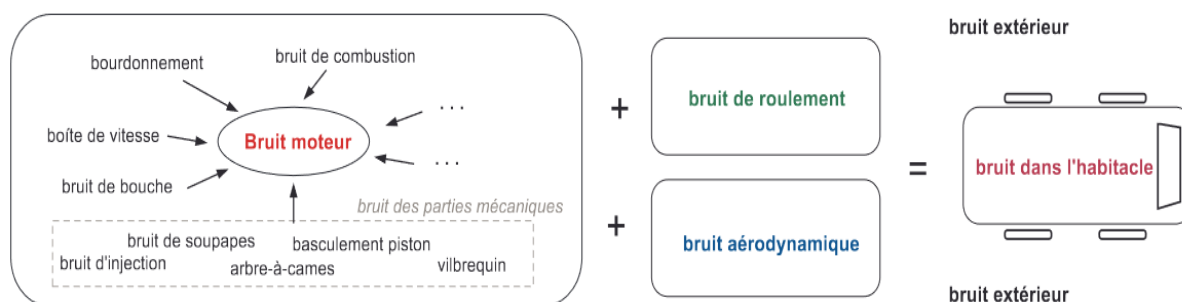 bourdonnement
bruit de combustion
boîte de vitesse
Bruit moteur
. . .
. . .
bruit de bouche
bruit des parties mécaniques
bruit de soupapes
basculement piston
bruit d'injection
arbre-à-cames
vilbrequin
+
bruit de roulement
+
bruit aérodynamique
=
bruit extérieur
bruit dans l'habitacle
bruit extérieur